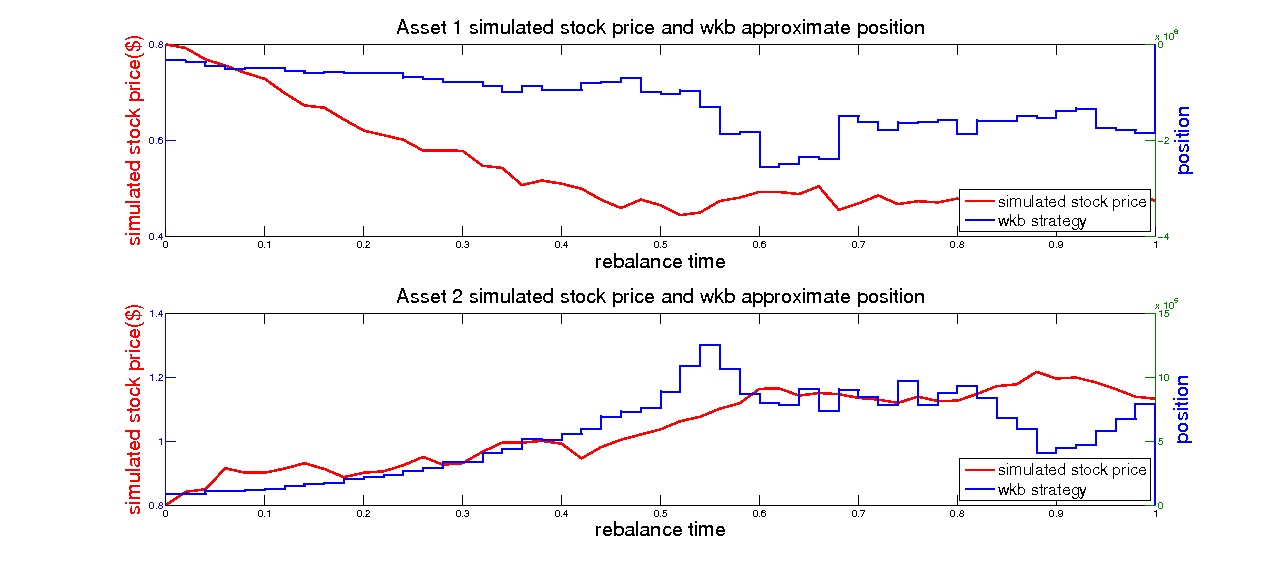 Asset 1 simulated stock price and wkb approximate position
simulated stock price($)
0.8
0.6
0.4
x 10^6
0
-2
-4
position
simulated stock price
wkb strategy
0 0.1 0.2 0.3 0.4 0.5 0.6 0.7 0.8 0.9 1
rebalance time
Asset 2 simulated stock price and wkb approximate position
simulated stock price($)
1.4
1.2
1
0.8
x 10^5
15
10
5
0
position
simulated stock price
wkb strategy
0 0.1 0.2 0.3 0.4 0.5 0.6 0.7 0.8 0.9 1
rebalance time